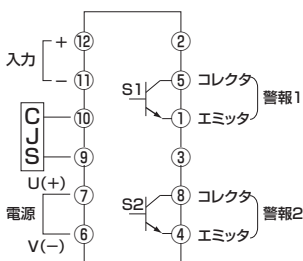 + ⑫ ②
入力
− ⑪ ⑤ コレクタ
S1 警報1
CJS ⑩ ① エミッタ
⑨ ③
U(+)
⑦ ⑧ コレクタ
電源 S2 警報2
⑥ ④ エミッタ
V(−)